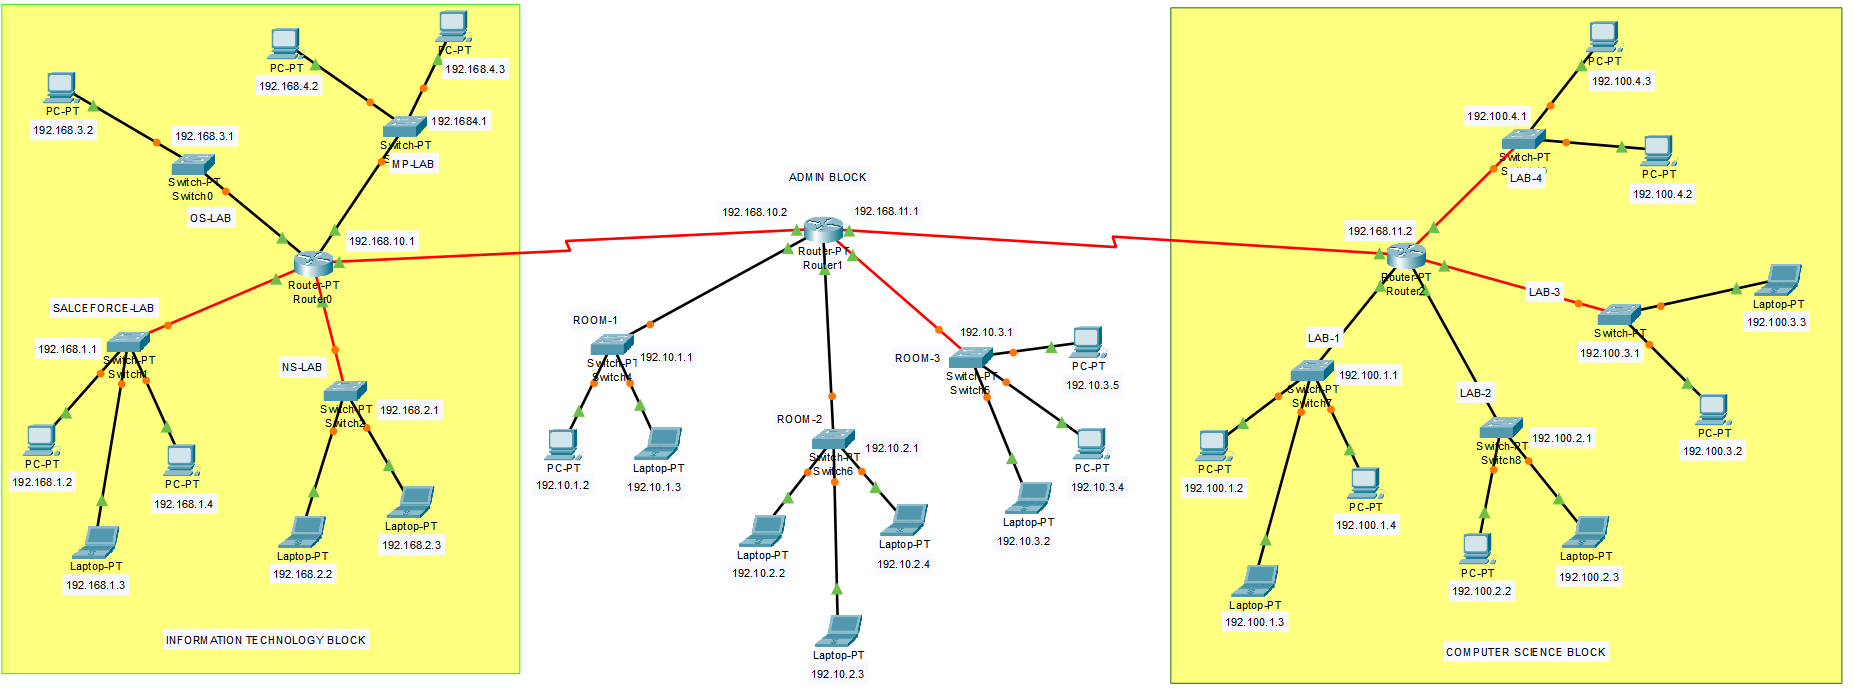 PC-PT
192.168.3.2
PC-PT
192.168.4.2
PC-PT
192.168.4.3
192.168.3.1
Switch-PT
Switch0
OS-LAB
192.1684.1
Switch-PT
MP-LAB
192.168.10.1
Router-PT
Router0
SALCEFORCE-LAB
192.168.1.1
Switch-PT
Switch1
NS-LAB
Switch-PT
Switch2
192.168.2.1
PC-PT
192.168.1.2
PC-PT
192.168.1.4
Laptop-PT
192.168.1.3
Laptop-PT
192.168.2.2
Laptop-PT
192.168.2.3
INFORMATION TECHNOLOGY BLOCK
ADMIN BLOCK
192.168.10.2
192.168.11.1
Router-PT
Router1
ROOM-1
Switch-PT
Switch4
192.10.1.1
PC-PT
192.10.1.2
Laptop-PT
192.10.1.3
ROOM-2
Switch-PT
Switch6
192.10.2.1
Laptop-PT
192.10.2.2
Laptop-PT
192.10.2.4
Laptop-PT
192.10.2.3
ROOM-3
192.10.3.1
Switch-PT
Switch5
PC-PT
192.10.3.5
PC-PT
192.10.3.4
Laptop-PT
192.10.3.2
PC-PT
192.100.4.3
192.100.4.1
Switch-PT
LAB-4
PC-PT
192.100.4.2
192.168.11.2
Router-PT
Router2
LAB-3
Switch-PT
192.100.3.1
Laptop-PT
192.100.3.3
PC-PT
192.100.3.2
LAB-1
192.100.1.1
Switch-PT
Switch7
LAB-2
192.100.2.1
Switch-PT
Switch8
PC-PT
192.100.1.2
PC-PT
192.100.1.4
Laptop-PT
192.100.1.3
PC-PT
192.100.2.2
Laptop-PT
192.100.2.3
COMPUTER SCIENCE BLOCK